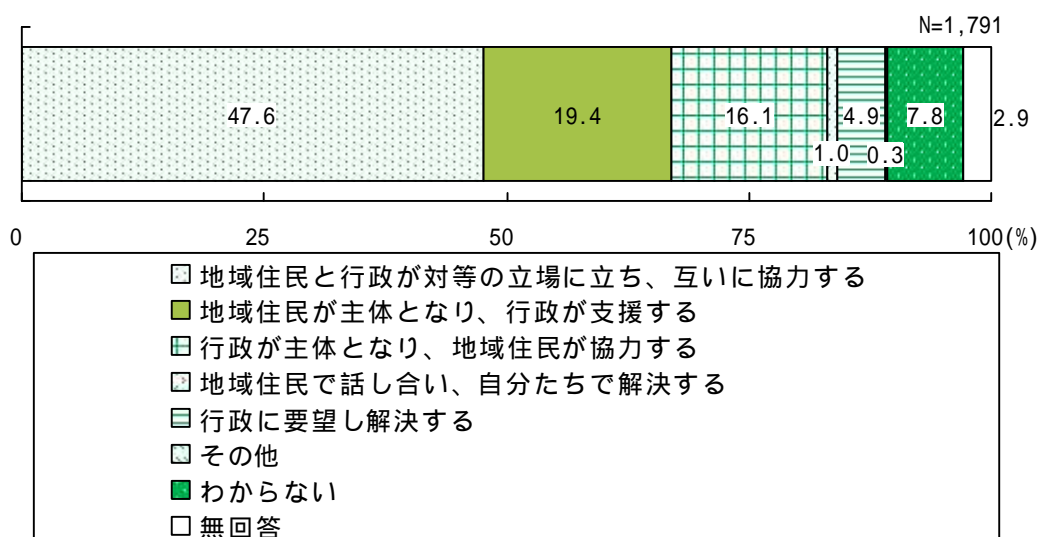 N=1,791
47.6 19.4 16.1 1.0 4.9 0.3 7.8 2.9
0 25 50 75 100(%)
地域住民と行政が対等の立場に立ち、互いに協力する
地域住民が主体となり、行政が支援する
行政が主体となり、地域住民が協力する
地域住民で話し合い、自分たちで解決する
行政に要望し解決する
その他
わからない
無回答